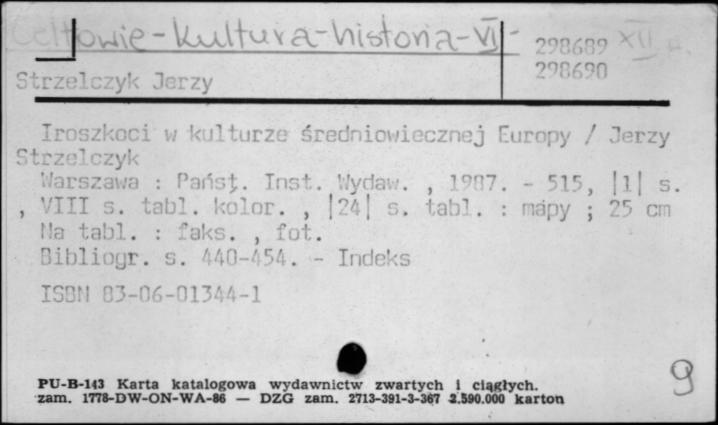 Celtowie - kultura - historia - VI - XII
298689
298690
Strzelczyk Jerzy
Iroszkoci w kulturze średniowiecznej Europy / Jerzy
Strzelczyk
Warszawa : Państ. Inst. Wydaw. , 1987. - 515, |1| s.
, VIII s. tabl. kolor. , |24| s. tabl. : mapy ; 25 cm
Na tabl. : faks. , fot.
Bibliogr. s. 440-454. - Indeks
ISBN 83-06-01344-1
9
PU-B-143 Karta katalogowa wydawnictw zwartych i ciągłych.
zam. 1778-DW-ON-WA-86 — DZG zam. 2713-391-3-367 2.590.000 karton